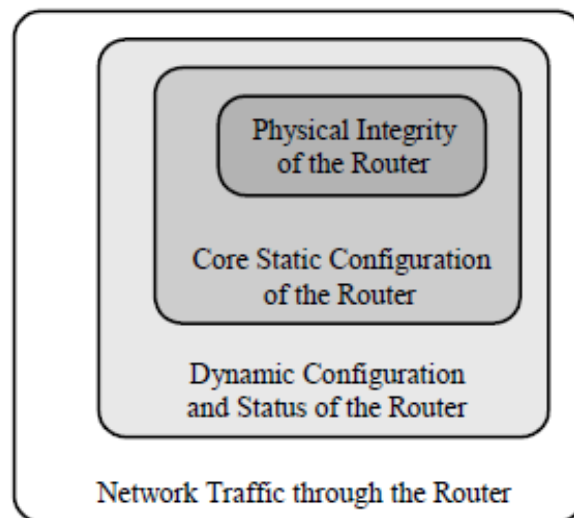 Physical Integrity
of the Router
Core Static Configuration
of the Router
Dynamic Configuration
and Status of the Router
Network Traffic through the Router